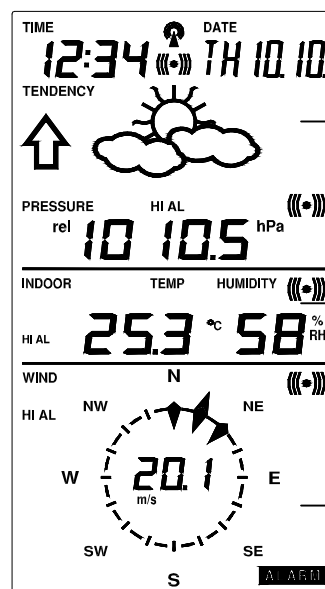 TIME DATE
12:34 TH 10.10.
TENDENCY
PRESSURE HI AL
rel 1010.5 hPa
INDOOR TEMP HUMIDITY
HI AL 25.3 °C 58 % RH
WIND N
HI AL NW NE
W 20.1 E
m/s
SW SE
S
ALARM